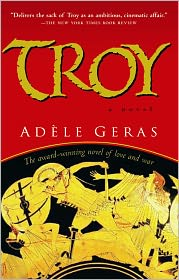 "Delivers the sack of Troy as an ambitious, cinematic affair."
—THE NEW YORK TIMES BOOK REVIEW
TROY
a novel
ADÈLE GERAS
The award-winning novel of love and war